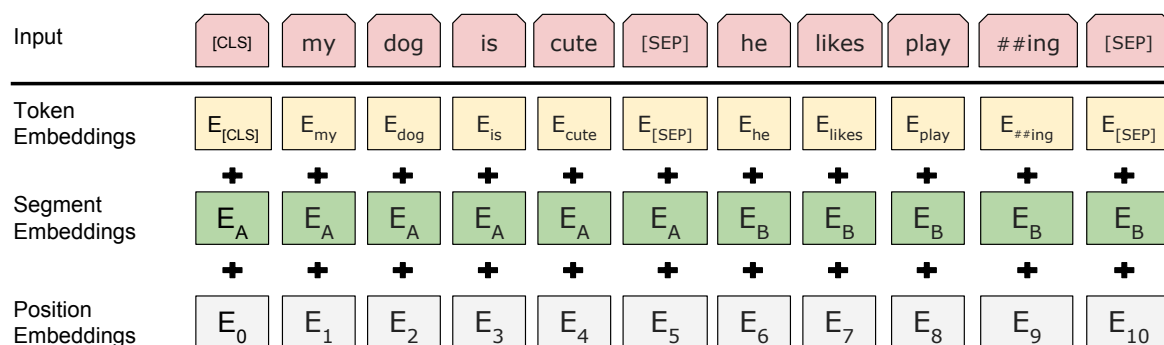 Input [CLS] my dog is cute [SEP] he likes play ##ing [SEP]
Token
Embeddings E[CLS] Emy Edog Eis Ecute E[SEP] Ehe Elikes Eplay E##ing E[SEP]
+ + + + + + + + + + +
Segment
Embeddings EA EA EA EA EA EA EB EB EB EB EB
+ + + + + + + + + + +
Position
Embeddings E0 E1 E2 E3 E4 E5 E6 E7 E8 E9 E10